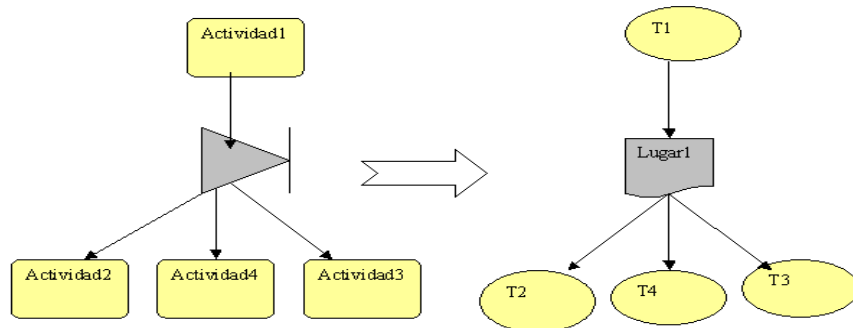 Actividad1
T1
Lugar1
Actividad2
Actividad4
Actividad3
T2
T4
T3